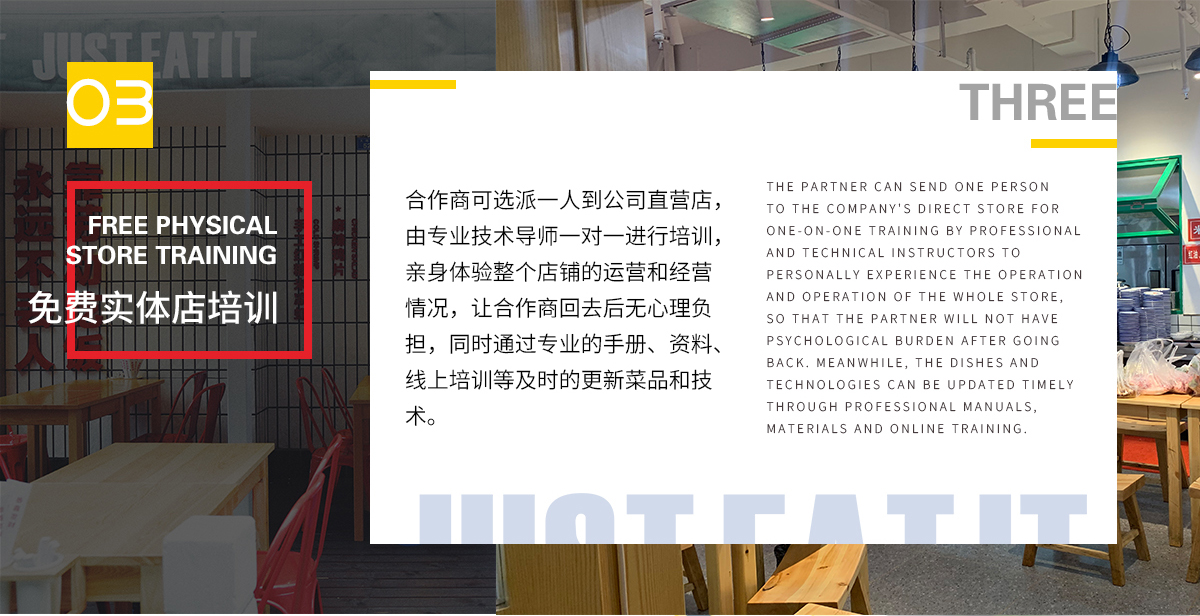 JUST EAT IT
03
FREE PHYSICAL
STORE TRAINING
免费实体店培训
THREE
合作商可选派一人到公司直营店，
由专业技术导师一对一进行培训，
亲身体验整个店铺的运营和经营
情况，让合作商回去后无心理负
担，同时通过专业的手册、资料、
线上培训等及时的更新菜品和技
术。
THE PARTNER CAN SEND ONE PERSON
TO THE COMPANY'S DIRECT STORE FOR
ONE-ON-ONE TRAINING BY PROFESSIONAL
AND TECHNICAL INSTRUCTORS TO
PERSONALLY EXPERIENCE THE OPERATION
AND OPERATION OF THE WHOLE STORE,
SO THAT THE PARTNER WILL NOT HAVE
PSYCHOLOGICAL BURDEN AFTER GOING
BACK. MEANWHILE, THE DISHES AND
TECHNOLOGIES CAN BE UPDATED TIMELY
THROUGH PROFESSIONAL MANUALS,
MATERIALS AND ONLINE TRAINING.
JUST EAT IT